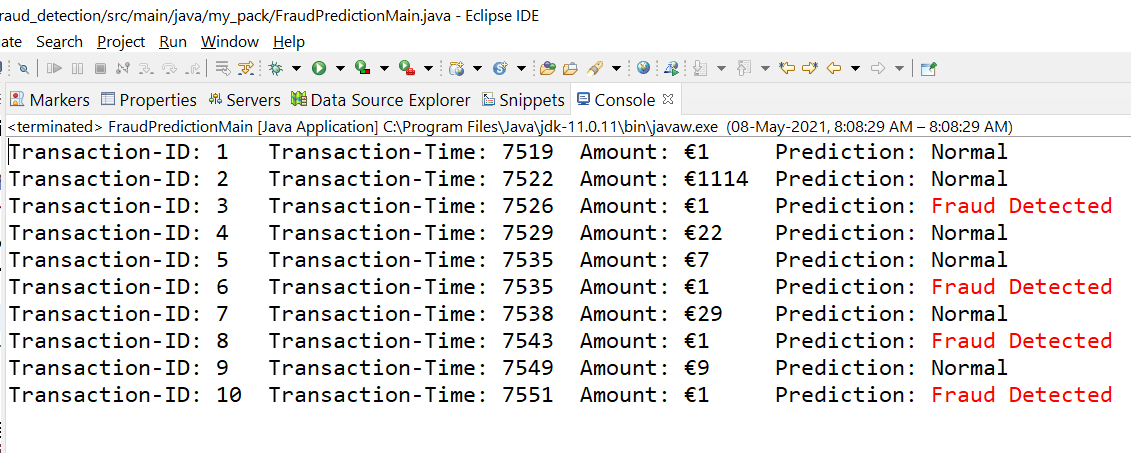 raud_detection/src/main/java/my_pack/FraudPredictionMain.java - Eclipse IDE
ate Search Project Run Window Help
Markers Properties Servers Data Source Explorer Snippets Console
<terminated> FraudPredictionMain [Java Application] C:\Program Files\Java\jdk-11.0.11\bin\javaw.exe (08-May-2021, 8:08:29 AM – 8:08:29 AM)
Transaction-ID: 1 Transaction-Time: 7519 Amount: €1 Prediction: Normal
Transaction-ID: 2 Transaction-Time: 7522 Amount: €1114 Prediction: Normal
Transaction-ID: 3 Transaction-Time: 7526 Amount: €1 Prediction: Fraud Detected
Transaction-ID: 4 Transaction-Time: 7529 Amount: €22 Prediction: Normal
Transaction-ID: 5 Transaction-Time: 7535 Amount: €7 Prediction: Normal
Transaction-ID: 6 Transaction-Time: 7535 Amount: €1 Prediction: Fraud Detected
Transaction-ID: 7 Transaction-Time: 7538 Amount: €29 Prediction: Normal
Transaction-ID: 8 Transaction-Time: 7543 Amount: €1 Prediction: Fraud Detected
Transaction-ID: 9 Transaction-Time: 7549 Amount: €9 Prediction: Normal
Transaction-ID: 10 Transaction-Time: 7551 Amount: €1 Prediction: Fraud Detected